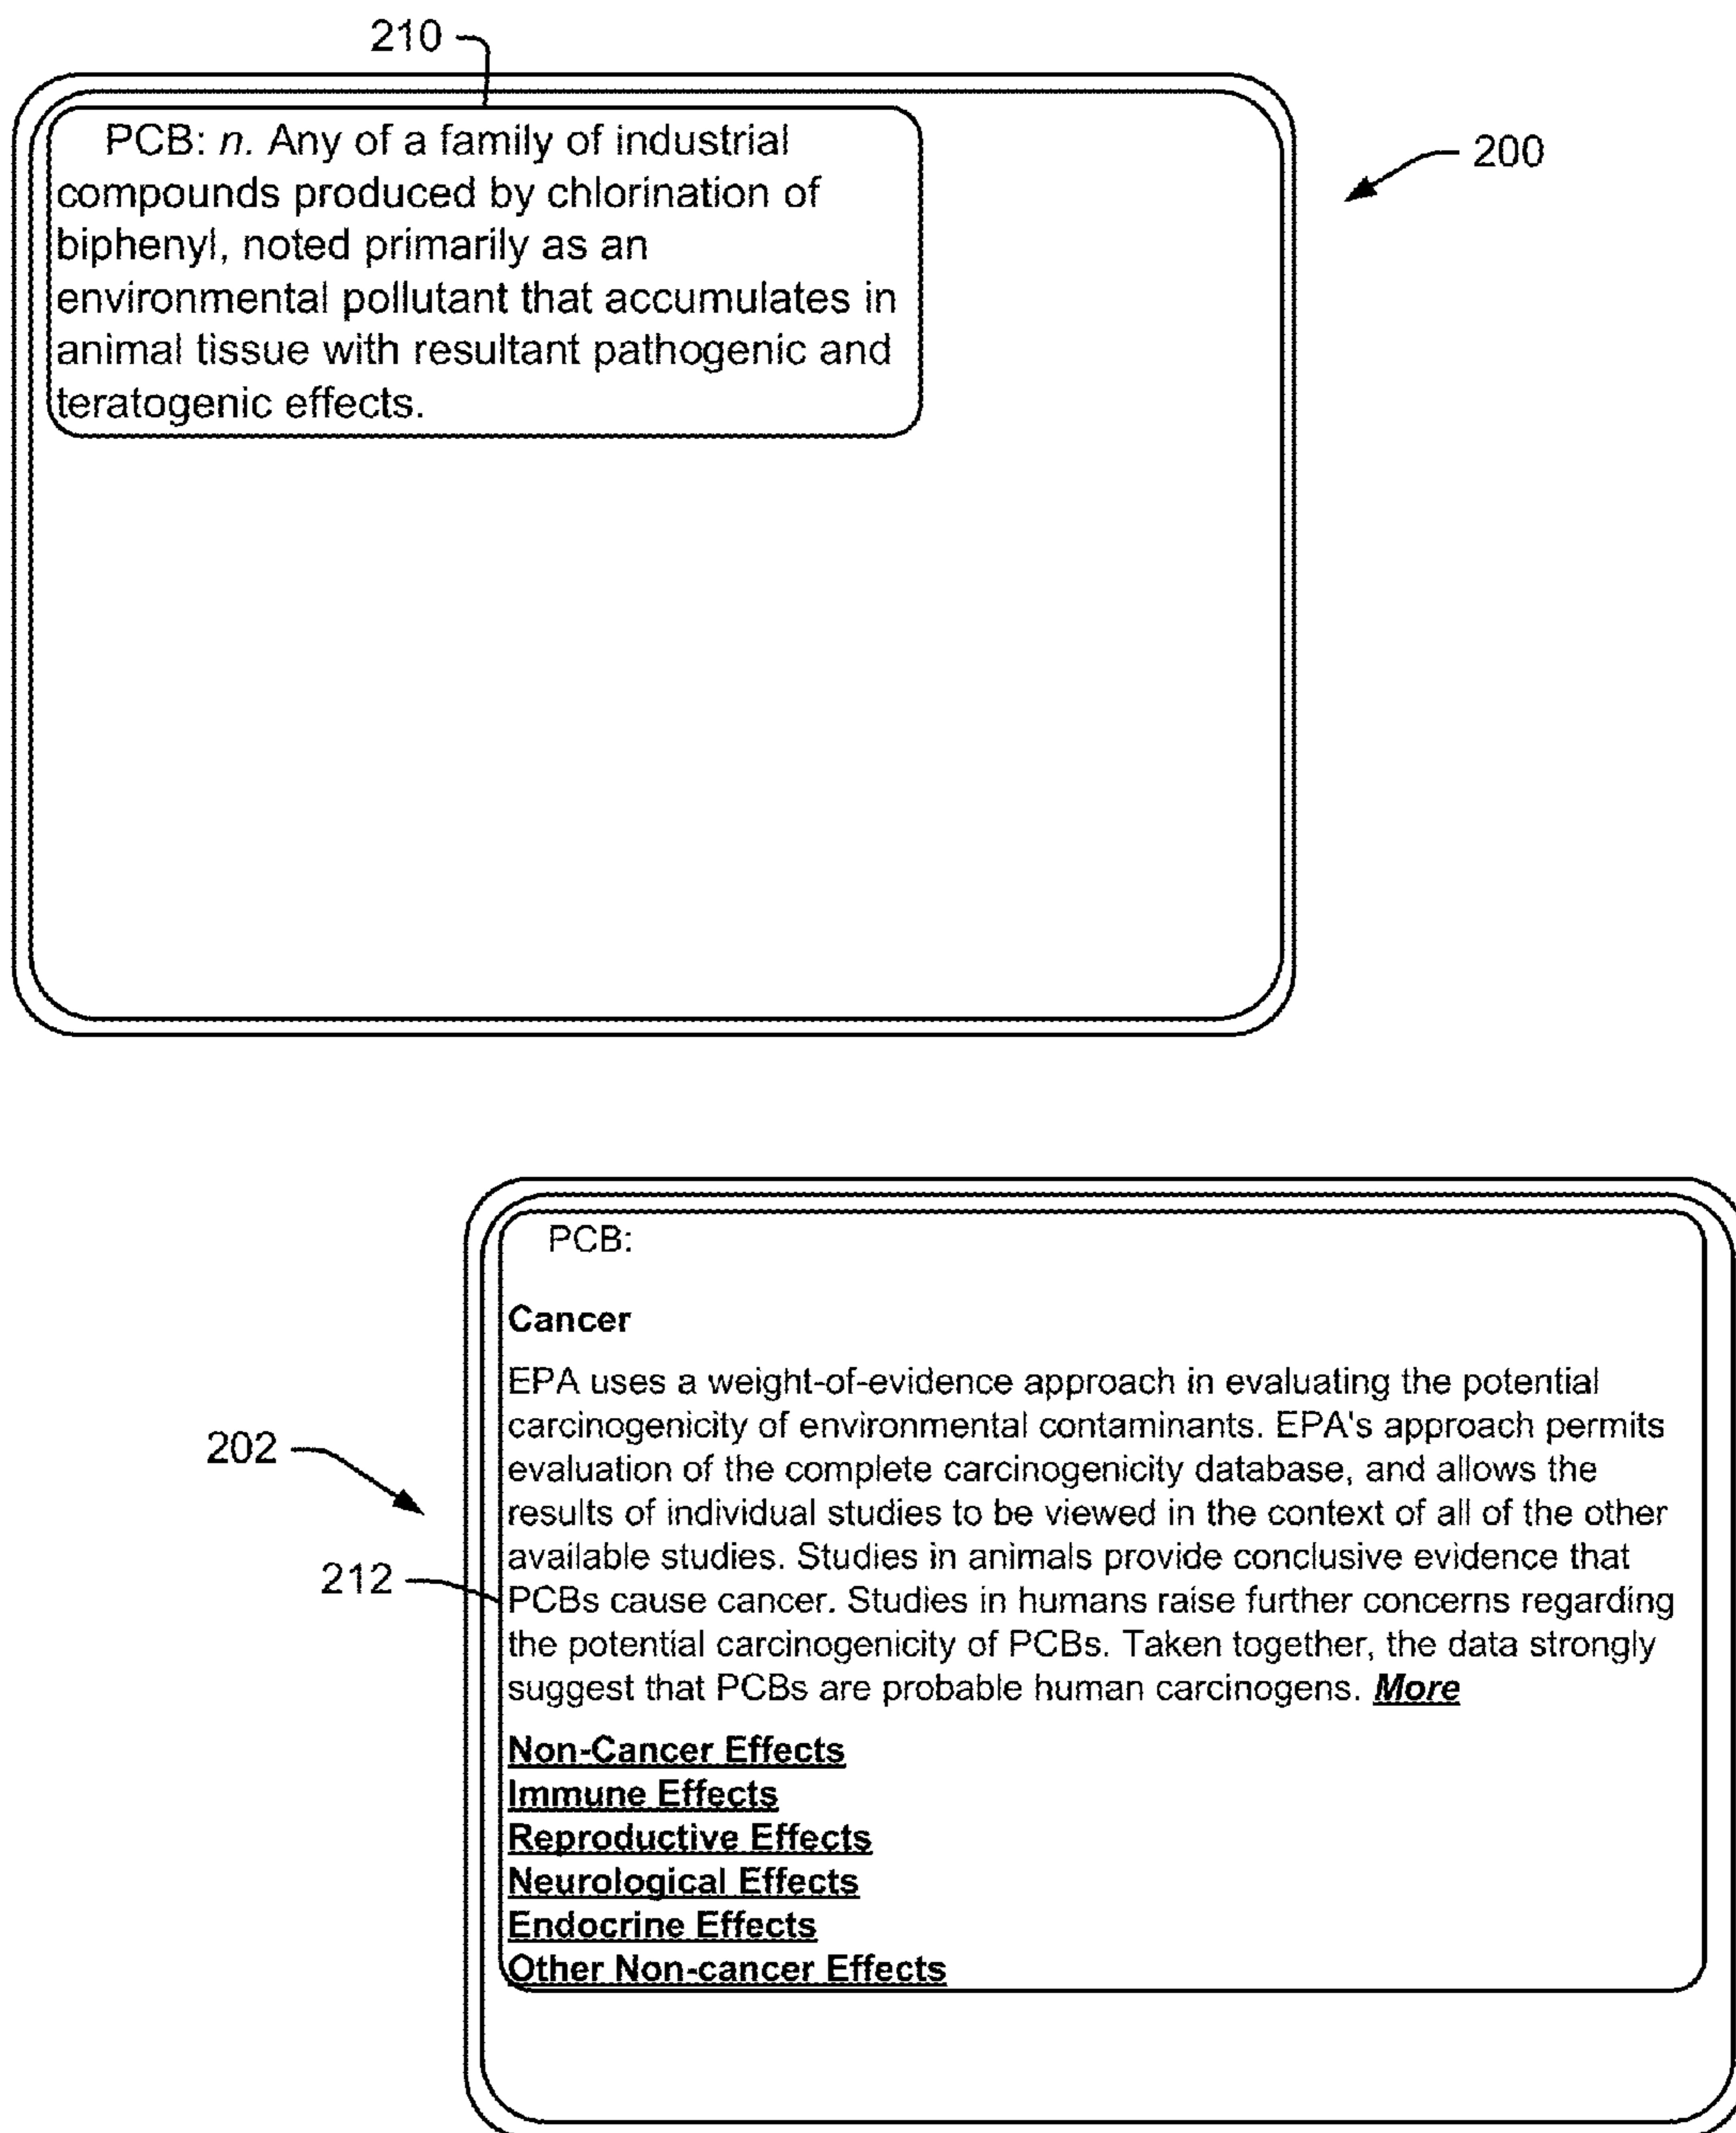 210
PCB: n. Any of a family of industrial
compounds produced by chlorination of
biphenyl, noted primarily as an
environmental pollutant that accumulates in
animal tissue with resultant pathogenic and
teratogenic effects.
200
PCB:
Cancer
EPA uses a weight-of-evidence approach in evaluating the potential
carcinogenicity of environmental contaminants. EPA's approach permits
evaluation of the complete carcinogenicity database, and allows the
results of individual studies to be viewed in the context of all of the other
available studies. Studies in animals provide conclusive evidence that
PCBs cause cancer. Studies in humans raise further concerns regarding
the potential carcinogenicity of PCBs. Taken together, the data strongly
suggest that PCBs are probable human carcinogens. More
Non-Cancer Effects
Immune Effects
Reproductive Effects
Neurological Effects
Endocrine Effects
Other Non-cancer Effects
202
212